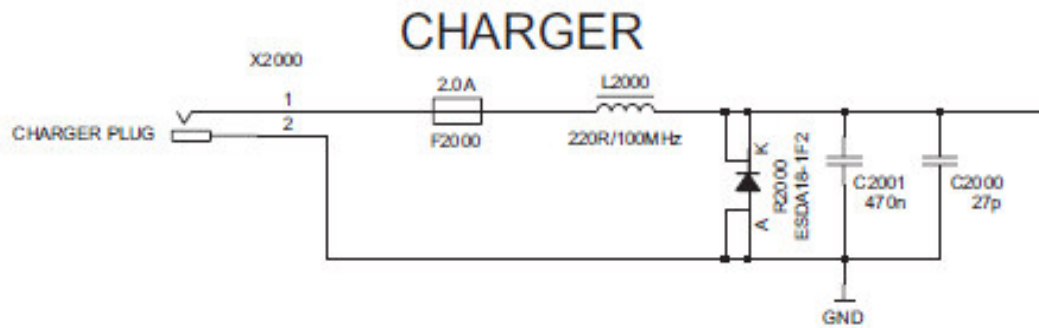 CHARGER
X2000
2.0A
L2000
1
2
CHARGER PLUG
F2000
220R/100MHz
K
A
R2000
ESDA18-1F2
C2001
470n
C2000
27p
GND